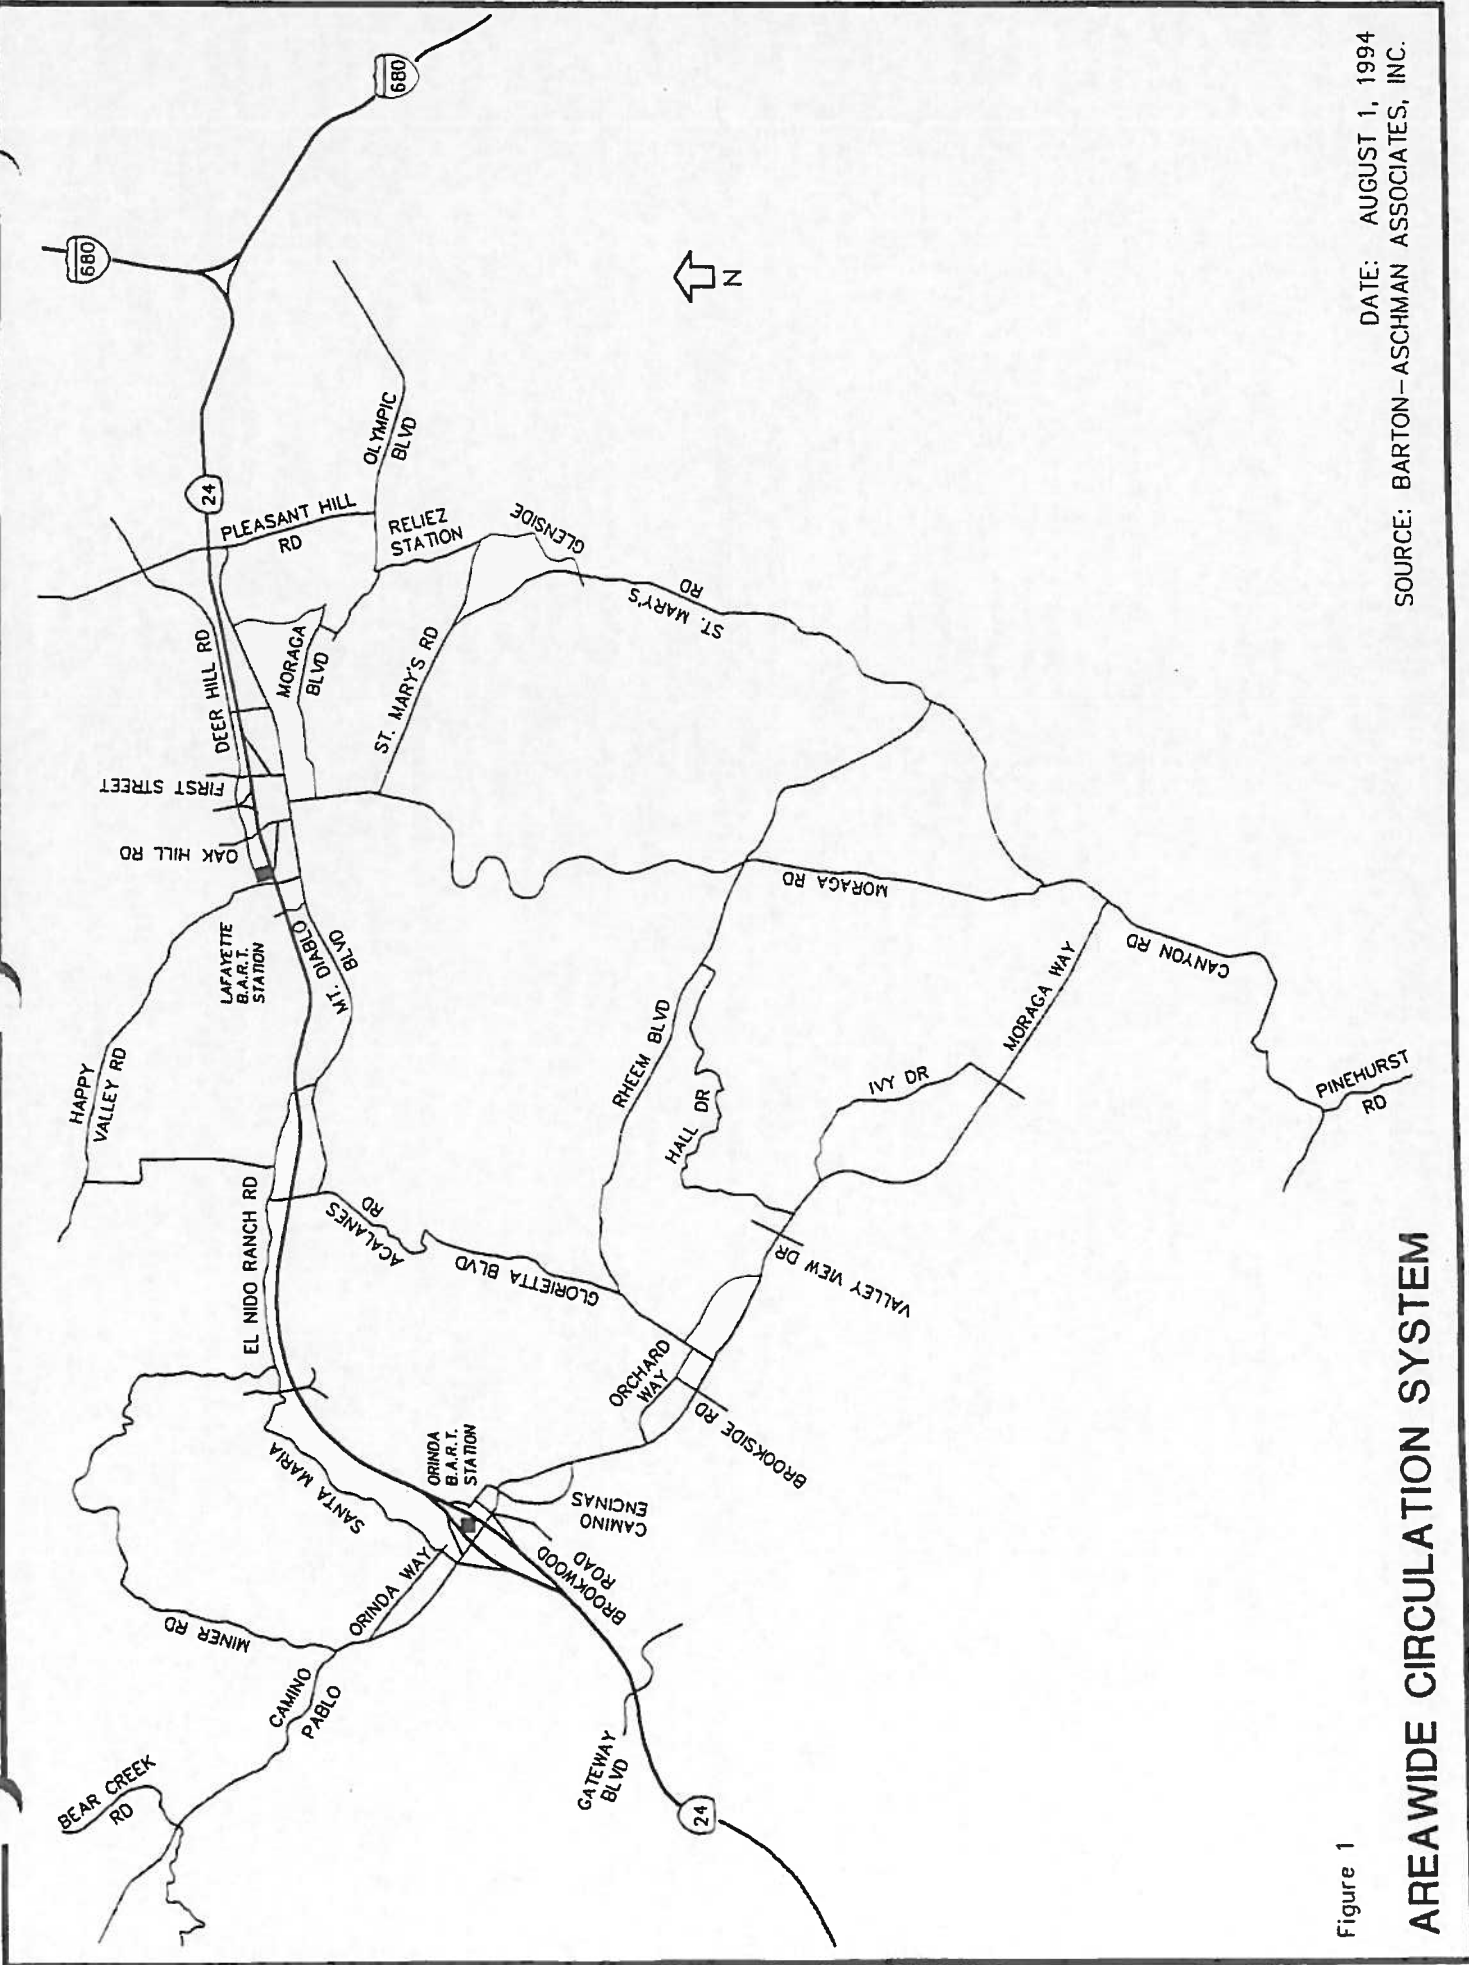 680
680
24
PLEASANT HILL
RD
OLYMPIC
BLVD
RELIEZ
STATION
GLENSIDE
ST. MARY'S
RD
DEER HILL RD
MORAGA
BLVD
ST. MARY'S RD
FIRST STREET
OAK HILL RD
LAFAYETTE
B.A.R.T.
STATION
MT. DIABLO
BLVD
HAPPY
VALLEY RD
N
MORAGA RD
CANYON RD
MORAGA WAY
PINEHURST
RD
RHEEM BLVD
HALL DR
IVY DR
EL NIDO RANCH RD
ACALANES
RD
GLORIETTA BLVD
VALLEY VIEW DR
ORCHARD
WAY
BROOKSIDE RD
ORINDA
B.A.R.T.
STATION
SANTA MARIA
CAMINO
ENCINAS
BROOKWOOD
ROAD
ORINDA WAY
MINER RD
CAMINO
PABLO
BEAR CREEK
RD
GATEWAY
BLVD
24
DATE: AUGUST 1, 1994
SOURCE: BARTON-ASCHMAN ASSOCIATES, INC.
Figure 1
AREAWIDE CIRCULATION SYSTEM